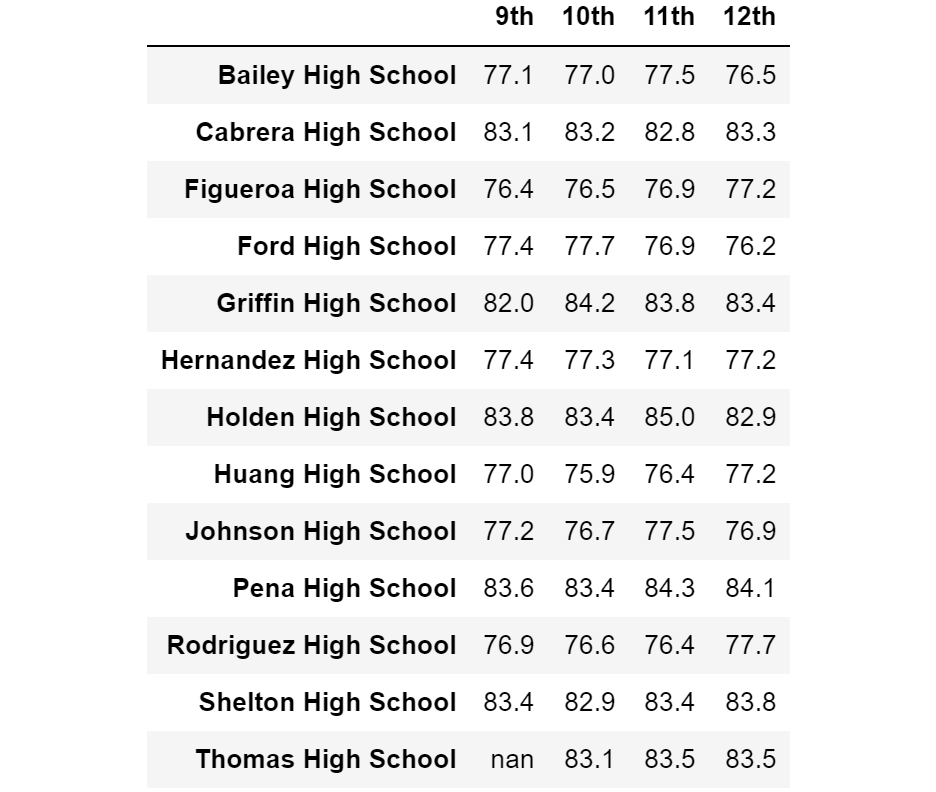 9th 10th 11th 12th
Bailey High School 77.1 77.0 77.5 76.5
Cabrera High School 83.1 83.2 82.8 83.3
Figueroa High School 76.4 76.5 76.9 77.2
Ford High School 77.4 77.7 76.9 76.2
Griffin High School 82.0 84.2 83.8 83.4
Hernandez High School 77.4 77.3 77.1 77.2
Holden High School 83.8 83.4 85.0 82.9
Huang High School 77.0 75.9 76.4 77.2
Johnson High School 77.2 76.7 77.5 76.9
Pena High School 83.6 83.4 84.3 84.1
Rodriguez High School 76.9 76.6 76.4 77.7
Shelton High School 83.4 82.9 83.4 83.8
Thomas High School nan 83.1 83.5 83.5